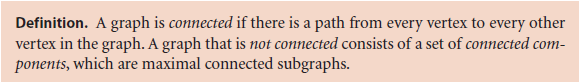 Definition. A graph is connected if there is a path from every vertex to every other
vertex in the graph. A graph that is not connected consists of a set of connected com-
ponents, which are maximal connected subgraphs.